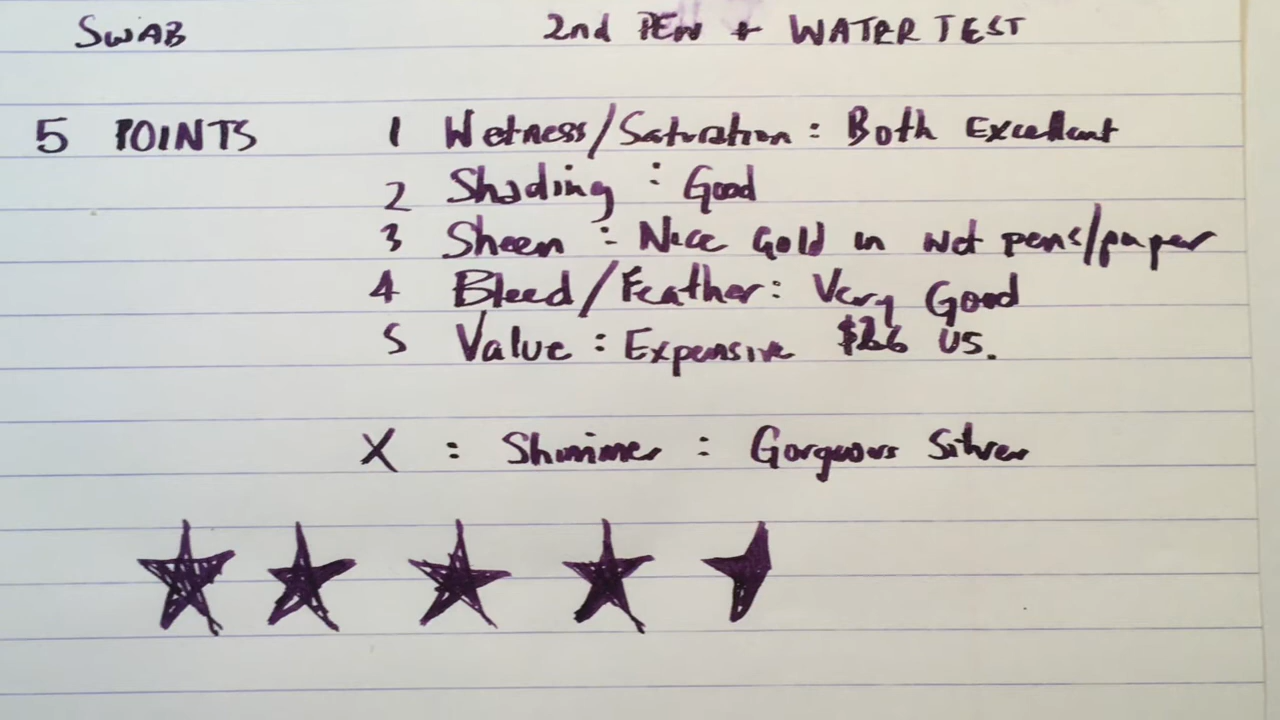 SWAB 2nd PEN + WATER TEST
5 POINTS 1 Wetness/Saturation : Both Excellent
2 Shading : Good
3 Sheen : Nice Gold in wet pens/paper
4 Bleed/Feather: Very Good
5 Value : Expensive $26 US.
X : Shimmer : Gorgeous Silver